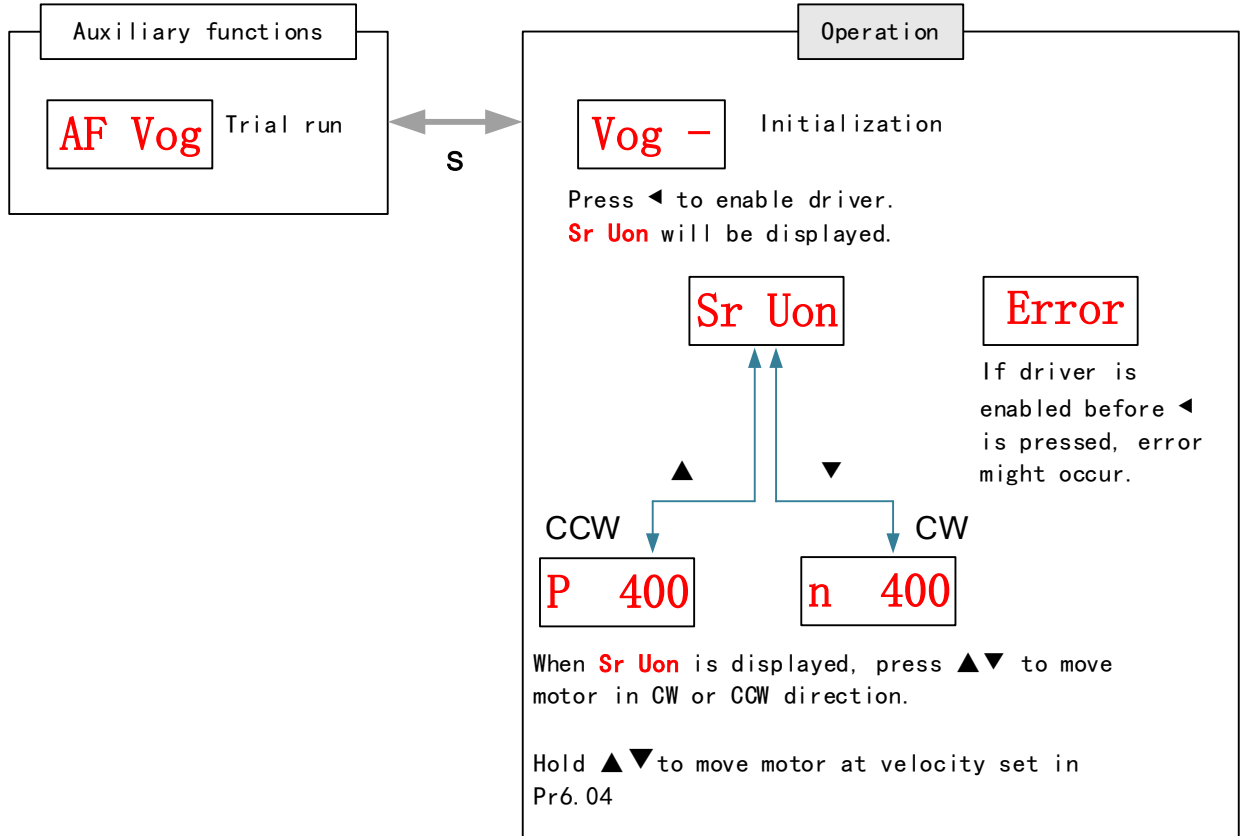 Auxiliary functions
AF Vog
Trial run
S
Operation
Vog -
Initialization
Press ◀ to enable driver.
Sr Uon will be displayed.
Sr Uon
Error
If driver is
enabled before ◀
is pressed, error
might occur.
▲
▼
CCW
CW
P 400
n 400
When Sr Uon is displayed, press ▲▼ to move
motor in CW or CCW direction.
Hold ▲▼to move motor at velocity set in
Pr6.04